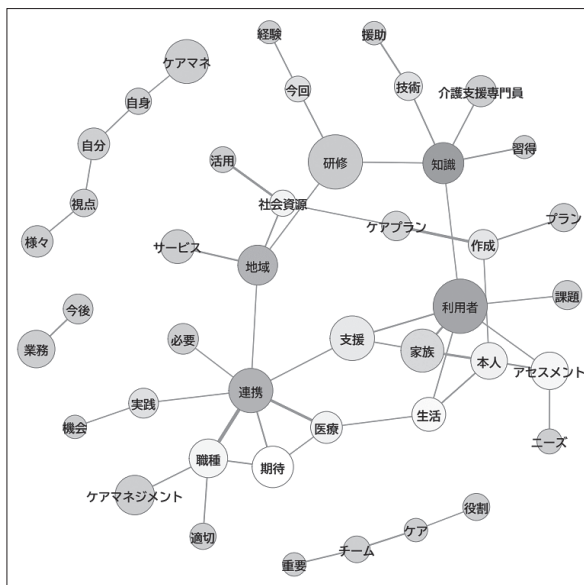 経験
援助
ケアマネ
今回
技術
介護支援専門員
自身
自分
研修
知識
習得
活用
視点
社会資源
様々
サービス
ケアプラン
作成
プラン
地域
今後
利用者
課題
業務
必要
支援
家族
本人
アセスメント
連携
実践
機会
医療
生活
ニーズ
職種
期待
ケアマネジメント
適切
役割
ケア
チーム
重要